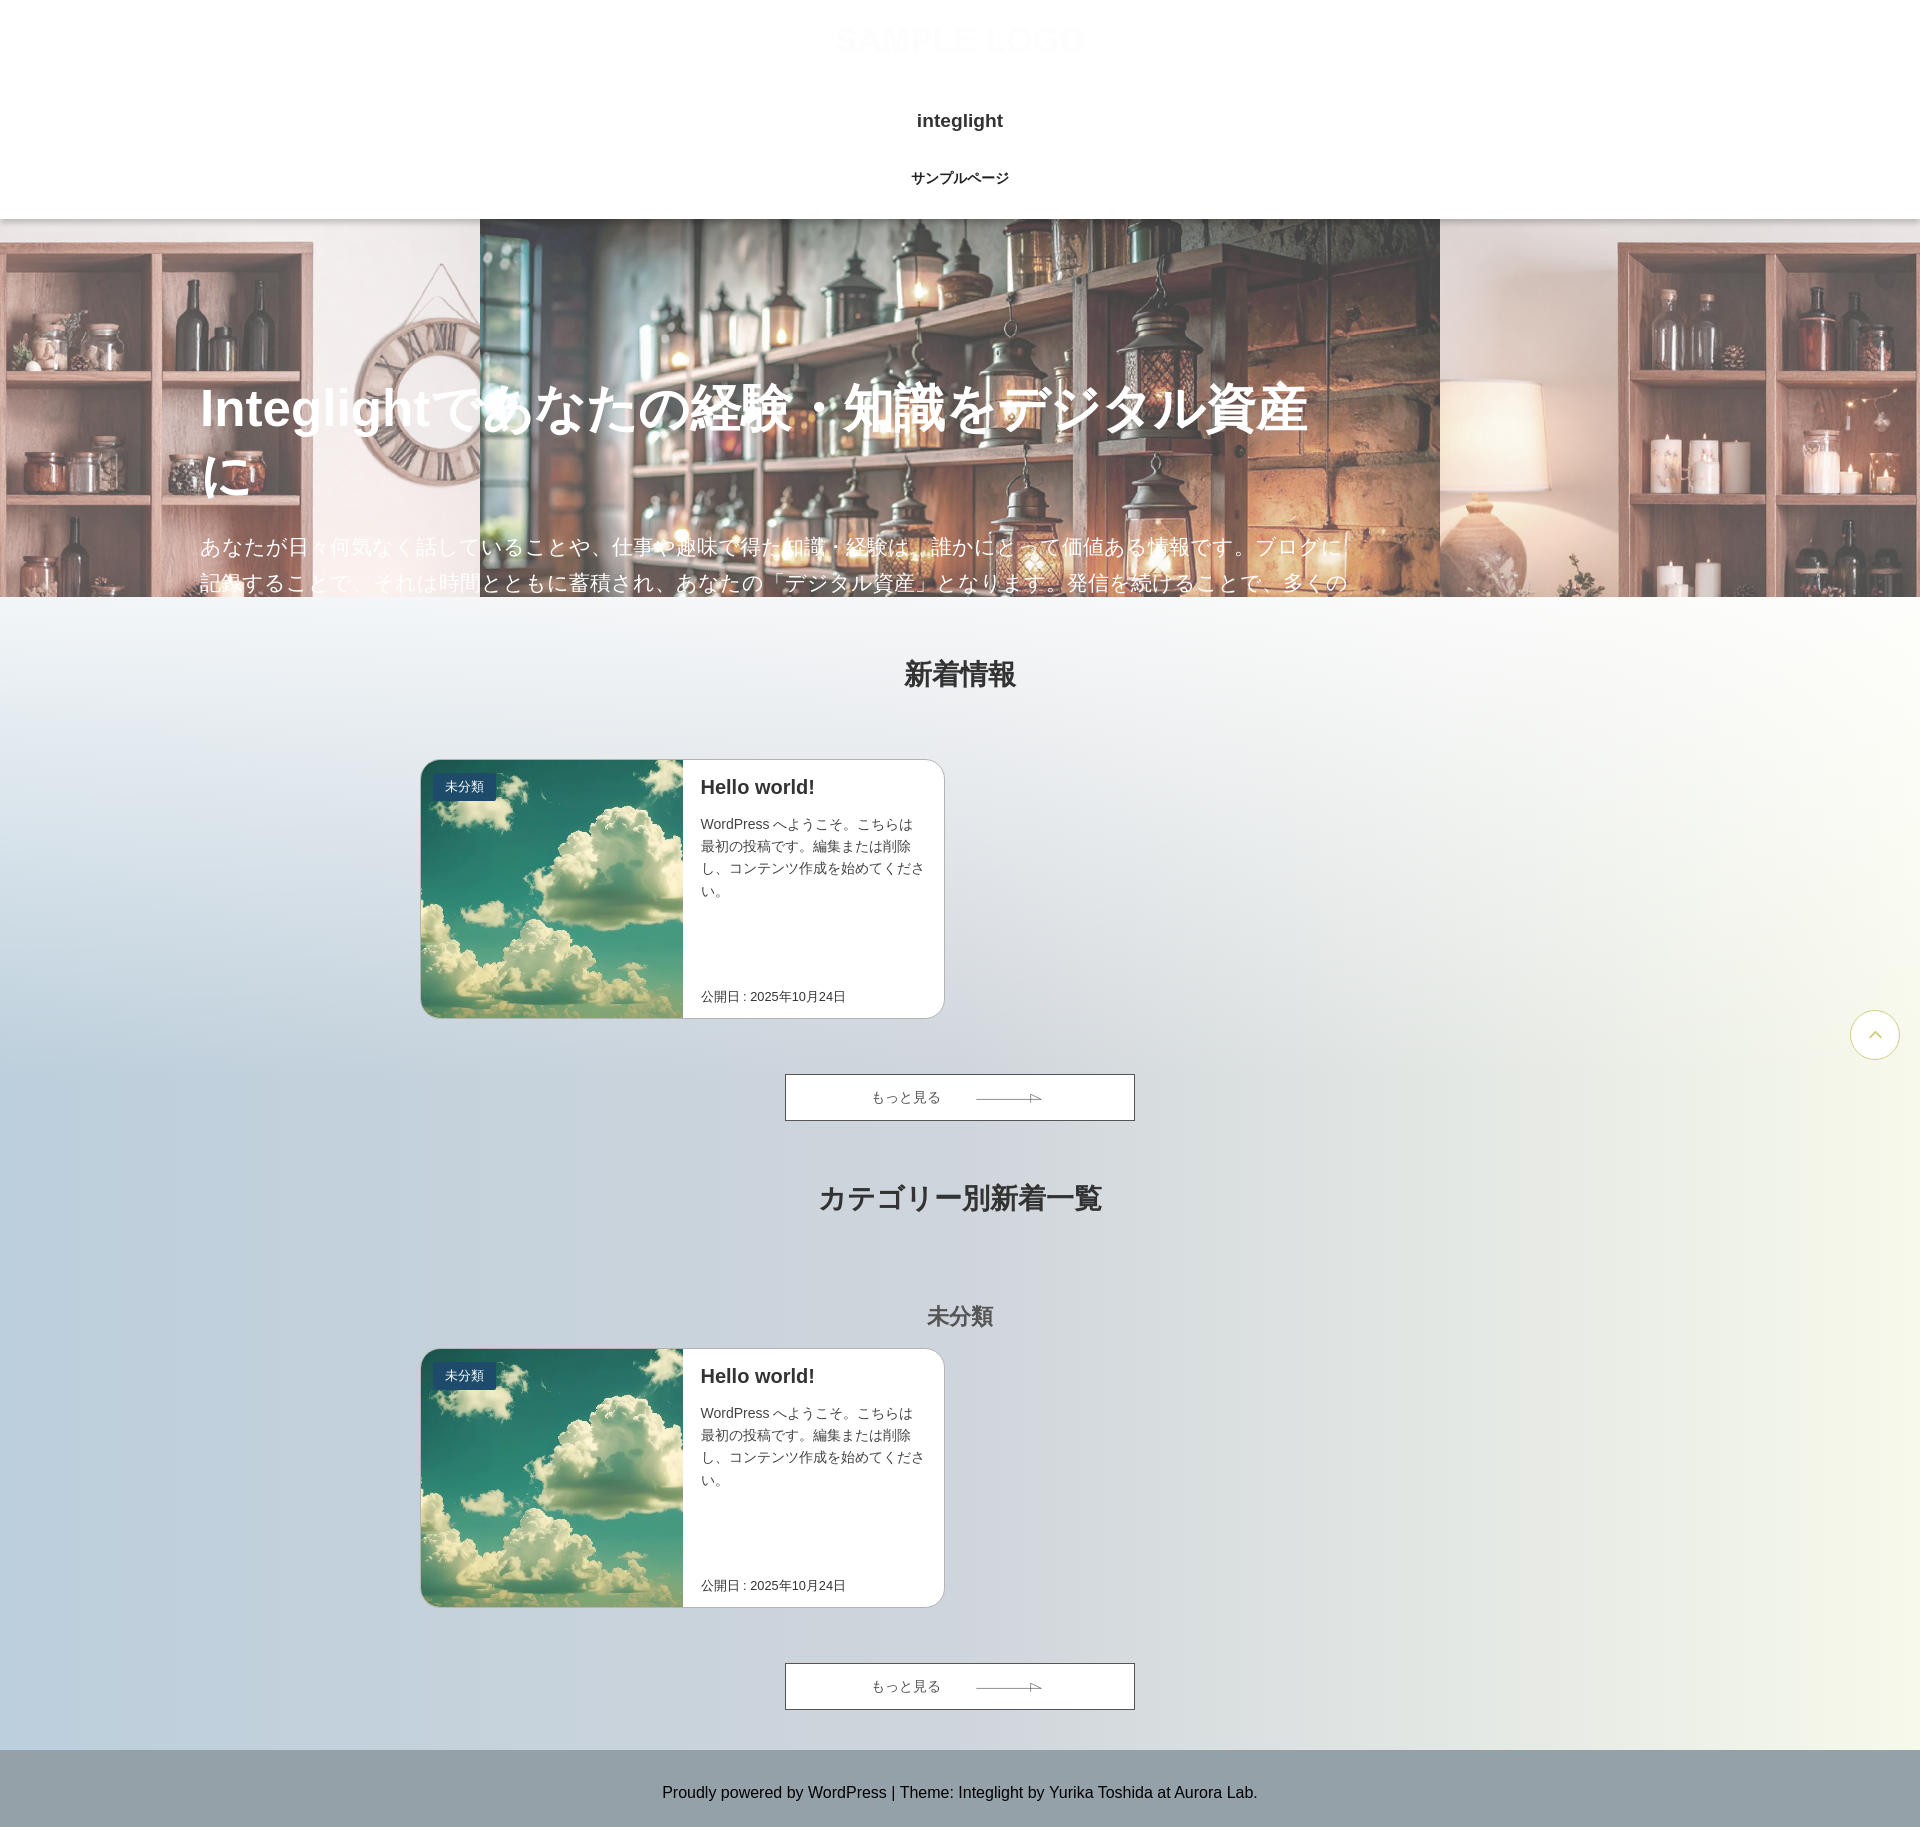 SAMPLE LOGO
integlight
サンプルページ
Integlightであなたの経験・知識をデジタル資産
に
あなたが日々何気なく話していることや、仕事や趣味で得た知識・経験は、誰かにとって価値ある情報です。ブログに
記録することで、それは時間とともに蓄積され、あなたの「デジタル資産」となります。発信を続けることで、多くの
新着情報
未分類
Hello world!
WordPress へようこそ。こちらは
最初の投稿です。編集または削除
し、コンテンツ作成を始めてくださ
い。
公開日 : 2025年10月24日
もっと見る
カテゴリー別新着一覧
未分類
未分類
Hello world!
WordPress へようこそ。こちらは
最初の投稿です。編集または削除
し、コンテンツ作成を始めてくださ
い。
公開日 : 2025年10月24日
もっと見る
Proudly powered by WordPress | Theme: Integlight by Yurika Toshida at Aurora Lab.